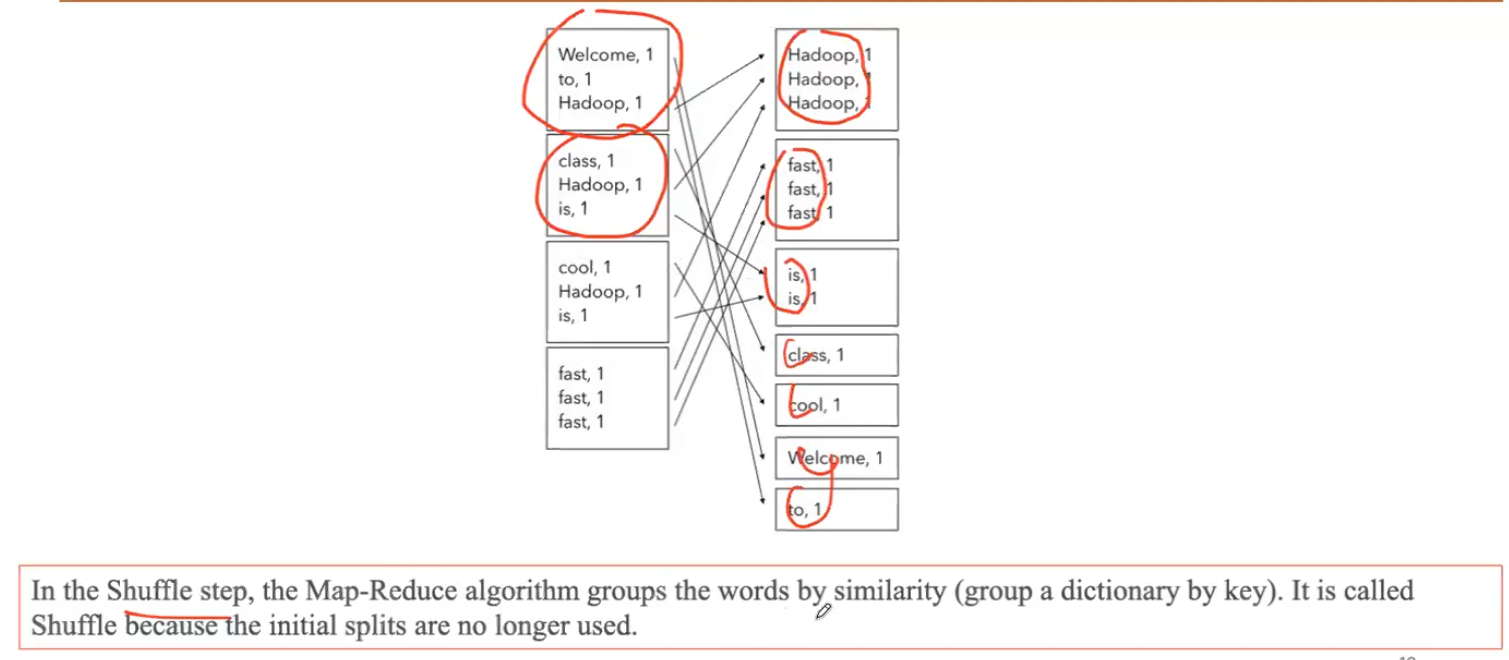 Welcome, 1
to, 1
Hadoop, 1
class, 1
Hadoop, 1
is, 1
cool, 1
Hadoop, 1
is, 1
fast, 1
fast, 1
fast, 1
Hadoop, 1
Hadoop, 1
Hadoop, 1
fast, 1
fast, 1
fast, 1
is, 1
is, 1
class, 1
cool, 1
Welcome, 1
to, 1
In the Shuffle step, the Map-Reduce algorithm groups the words by similarity (group a dictionary by key). It is called
Shuffle because the initial splits are no longer used.